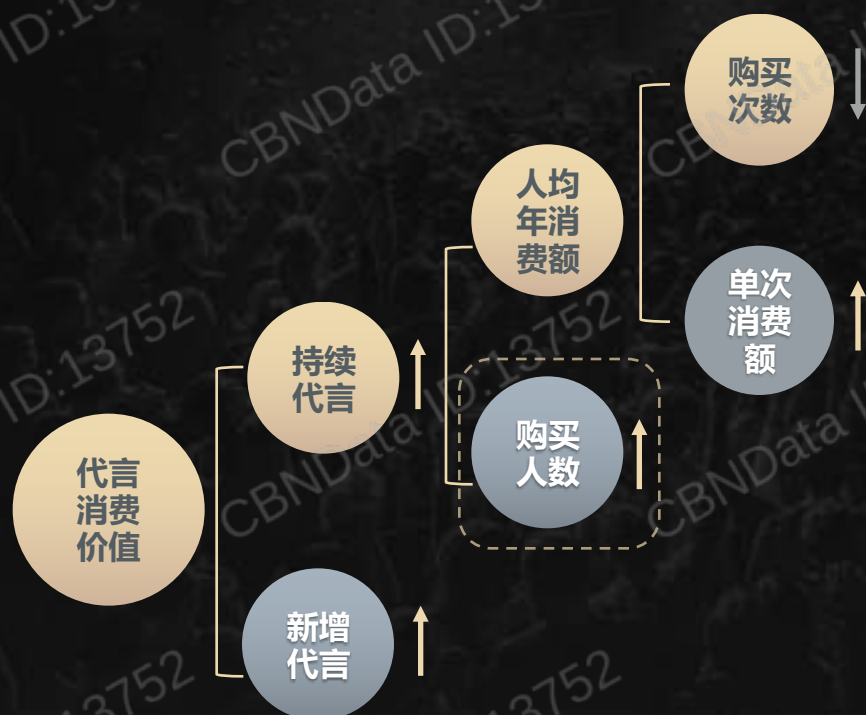 购买
次数
人均
年消
费额
单次
消费
额
持续
代言
购买
人数
代言
消费
价值
新增
代言
CBNData ID:13752